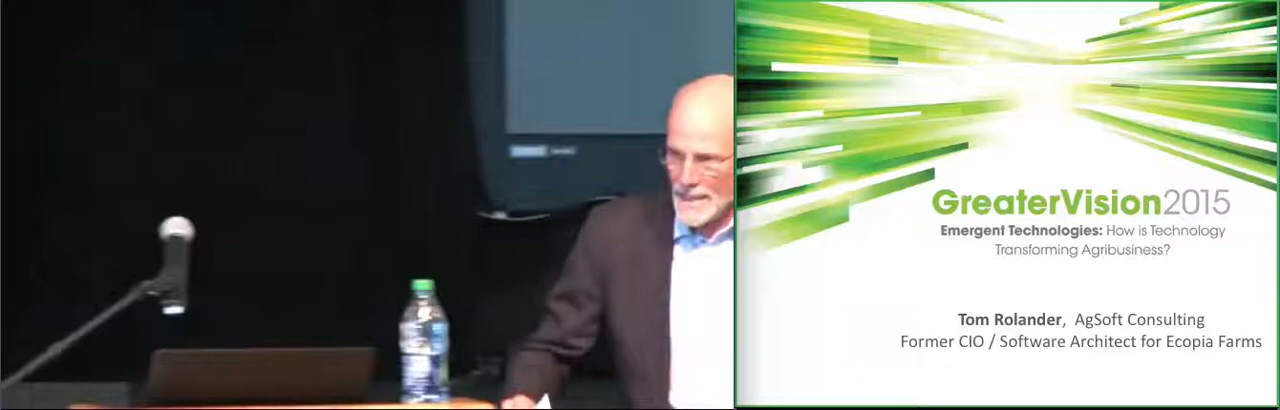 GreaterVision2015
Emergent Technologies: How is Technology
Transforming Agribusiness?
Tom Rolander, AgSoft Consulting
Former CIO / Software Architect for Ecopia Farms